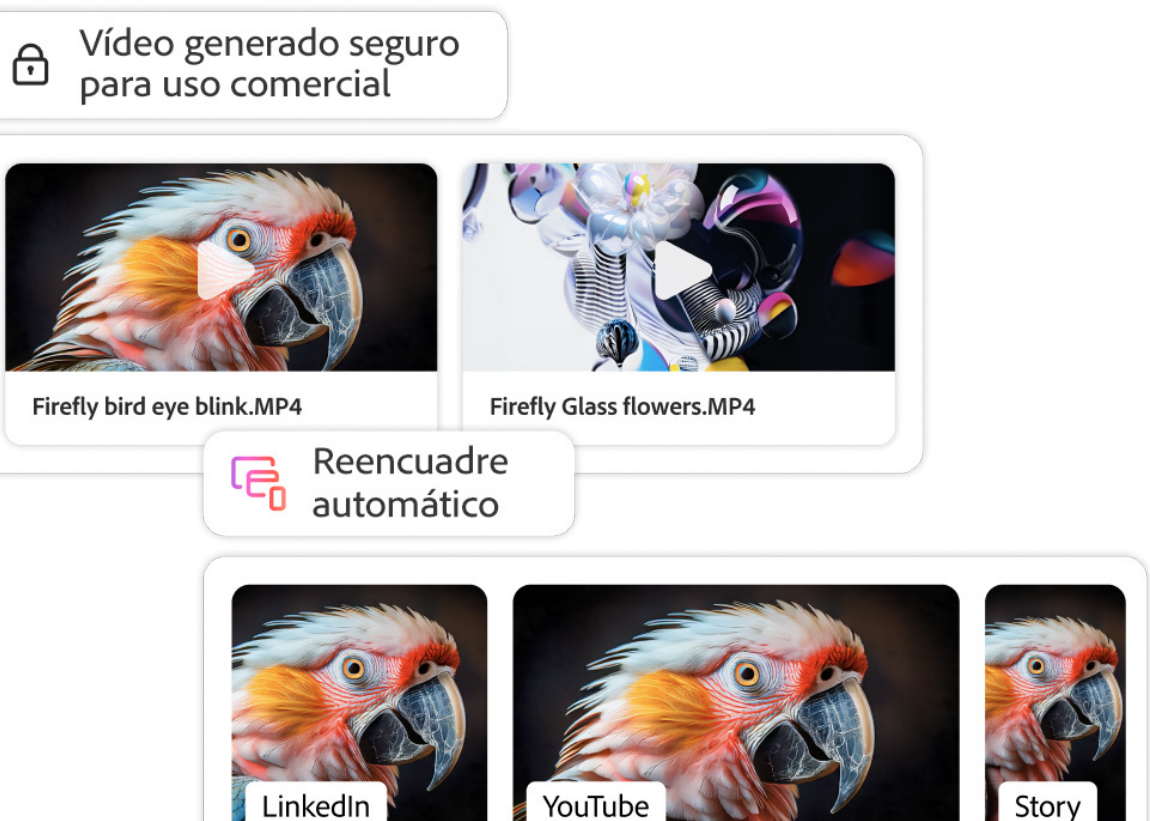 Vídeo generado seguro
para uso comercial
Firefly bird eye blink.MP4
Firefly Glass flowers.MP4
Reencuadre
automático
LinkedIn
YouTube
Story